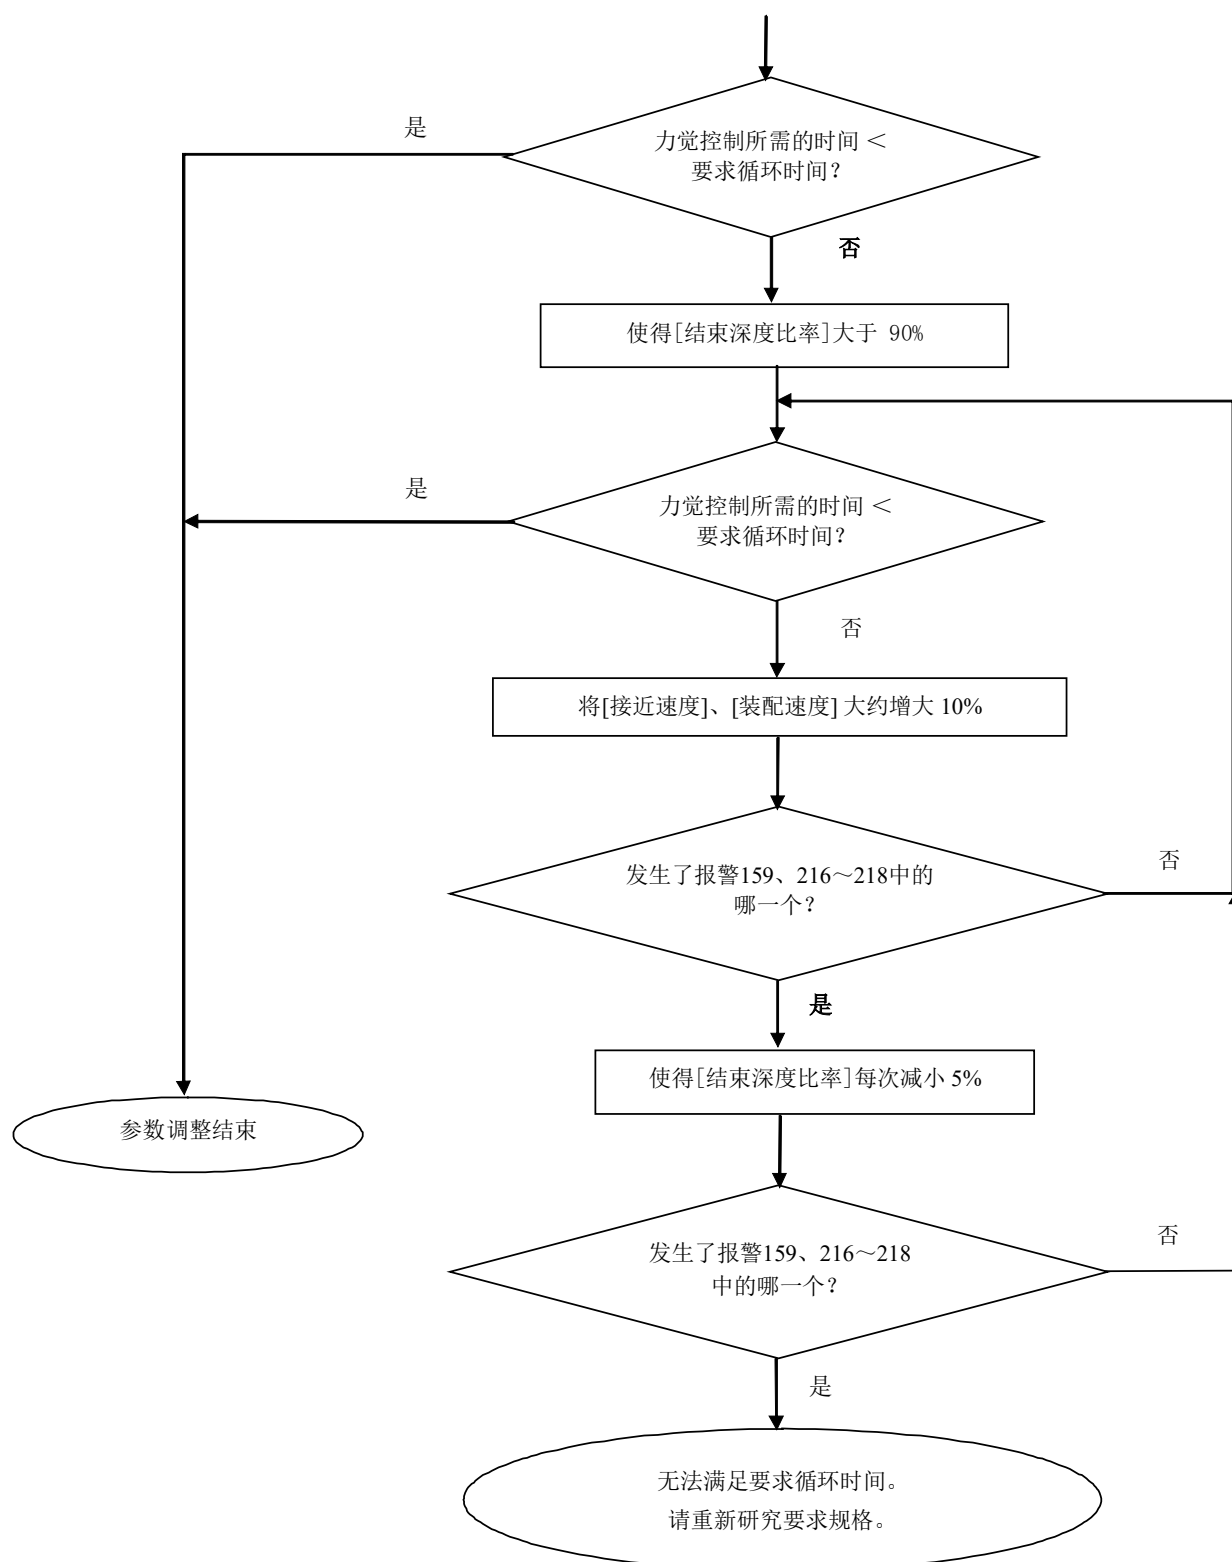 是
力觉控制所需的时间 <
要求循环时间?
否
使得[结束深度比率]大于 90%
是
力觉控制所需的时间 <
要求循环时间?
否
将[接近速度]、[装配速度] 大约增大 10%
发生了报警159、216～218中的
哪一个?
否
是
使得[结束深度比率]每次减小 5%
参数调整结束
发生了报警159、216～218
中的哪一个?
否
是
无法满足要求循环时间。
请重新研究要求规格。